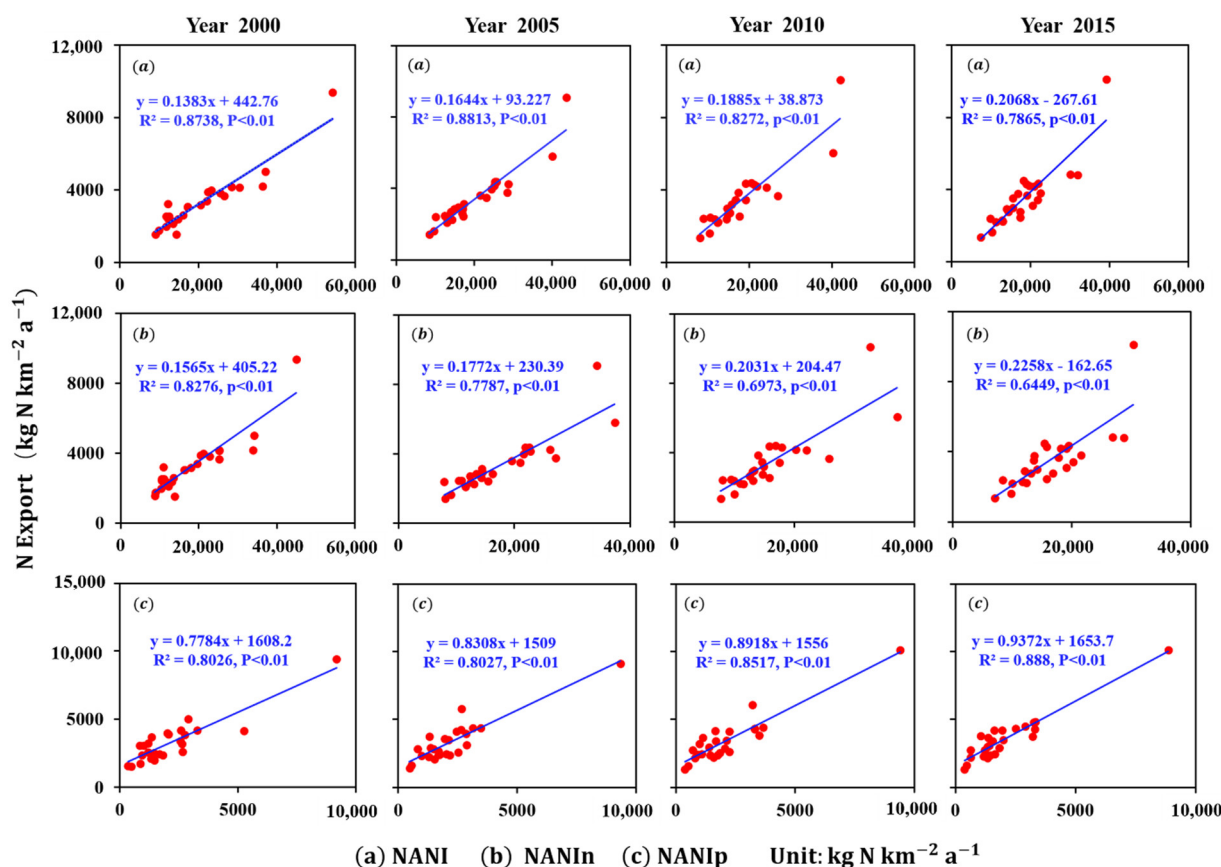 Year 2000 Year 2005 Year 2010 Year 2015
12,000 (a) (a) (a) (a)
y = 0.1383x + 442.76 y = 0.1644x + 93.227 y = 0.1885x + 38.873 y = 0.2068x - 267.61
R² = 0.8738, P<0.01 R² = 0.8813, P<0.01 R² = 0.8272, p<0.01 R² = 0.7865, p<0.01
8000
4000
0
0 20,000 40,000 60,000 0 20,000 40,000 60,000 0 20,000 40,000 60,000 0 20,000 40,000 60,000
12,000 (b) (b) (b) (b)
y = 0.1565x + 405.22 y = 0.1772x + 230.39 y = 0.2031x + 204.47 y = 0.2258x - 162.65
R² = 0.8276, p<0.01 R² = 0.7787, p<0.01 R² = 0.6973, p<0.01 R² = 0.6449, p<0.01
8000
4000
0
0 20,000 40,000 60,000 0 20,000 40,000 0 20,000 40,000 0 20,000 40,000
N Export (kg N km⁻² a⁻¹)
15,000 (c) (c) (c) (c)
y = 0.7784x + 1608.2 y = 0.8308x + 1509 y = 0.8918x + 1556 y = 0.9372x + 1653.7
R² = 0.8026, P<0.01 R² = 0.8027, P<0.01 R² = 0.8517, P<0.01 R² = 0.888, P<0.01
10,000
5000
0
0 5000 10,000 0 5000 10,000 0 5000 10,000 0 5000 10,000
(a) NANI (b) NANIn (c) NANIp Unit: kg N km⁻² a⁻¹